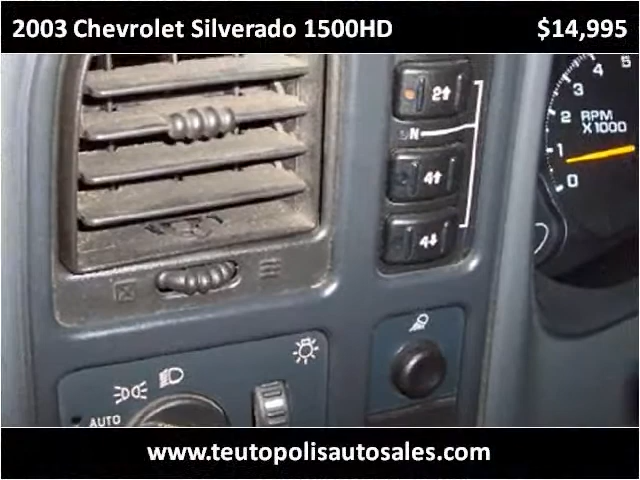 2003 Chevrolet Silverado 1500HD $14,995
2↑
N
4↑
4↓
5
4
3
2
1
0
RPM
X1000
AUTO
www.teutopolisautosales.com